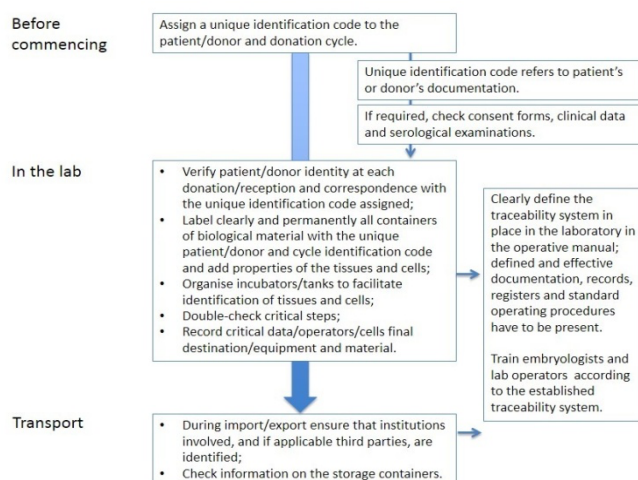 Before
commencing
Assign a unique identification code to the
patient/donor and donation cycle.
Unique identification code refers to patient's
or donor's documentation.
If required, check consent forms, clinical data
and serological examinations.
In the lab
• Verify patient/donor identity at each
donation/reception and correspondence with
the unique identification code assigned;
• Label clearly and permanently all containers
of biological material with the unique
patient/donor and cycle identification code
and add properties of the tissues and cells;
• Organise incubators/tanks to facilitate
identification of tissues and cells;
• Double-check critical steps;
• Record critical data/operators/cells final
destination/equipment and material.
Clearly define the
traceability system in
place in the laboratory in
the operative manual;
defined and effective
documentation, records,
registers and standard
operating procedures
have to be present.
Train embryologists and
lab operators according
to the established
traceability system.
Transport
• During import/export ensure that institutions
involved, and if applicable third parties, are
identified;
• Check information on the storage containers.